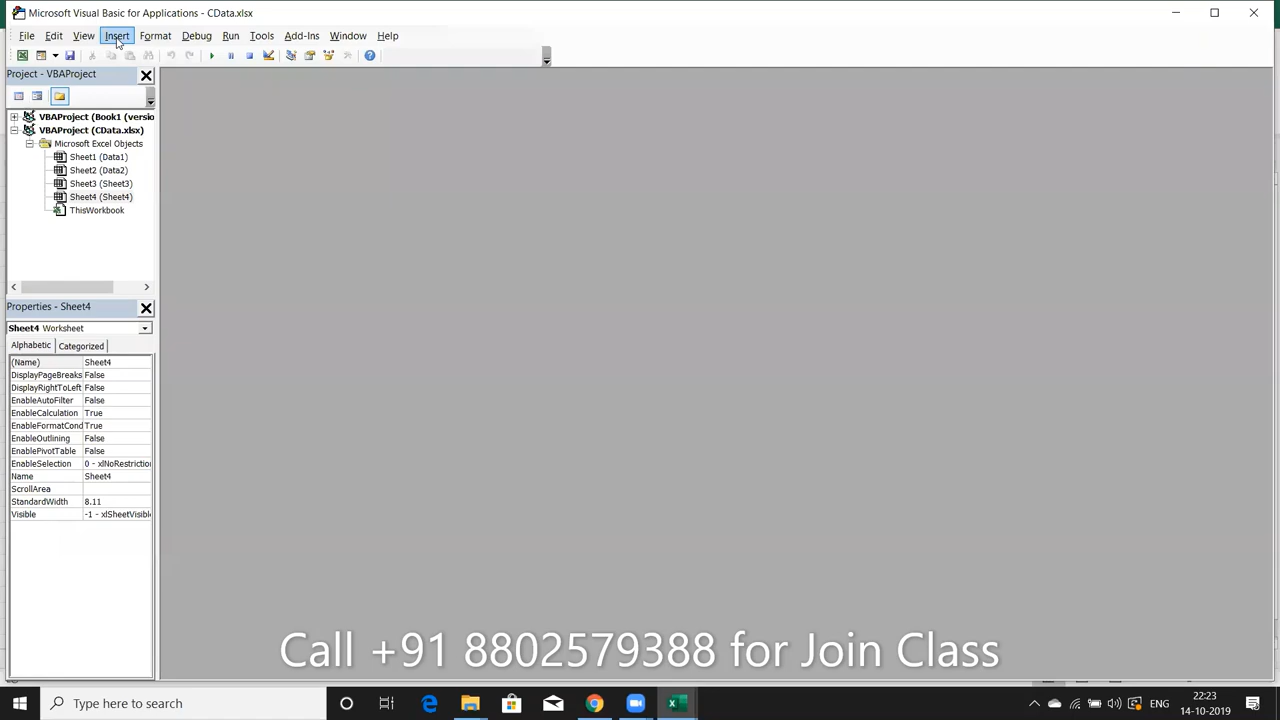 Microsoft Visual Basic for Applications - CData.xlsx
File Edit View Insert Format Debug Run Tools Add-Ins Window Help
Project - VBAProject
VBAProject (Book1 (versio
VBAProject (CData.xlsx)
Microsoft Excel Objects
Sheet1 (Data1)
Sheet2 (Data2)
Sheet3 (Sheet3)
Sheet4 (Sheet4)
ThisWorkbook
Properties - Sheet4
Sheet4 Worksheet
Alphabetic Categorized
(Name) Sheet4
DisplayPageBreaks False
DisplayRightToLeft False
EnableAutoFilter False
EnableCalculation True
EnableFormatCond True
EnableOutlining False
EnablePivotTable False
EnableSelection 0 - xlNoRestriction
Name Sheet4
ScrollArea
StandardWidth 8.11
Visible -1 - xlSheetVisible
Call +91 8802579388 for Join Class
Type here to search
ENG
22:23
14-10-2019